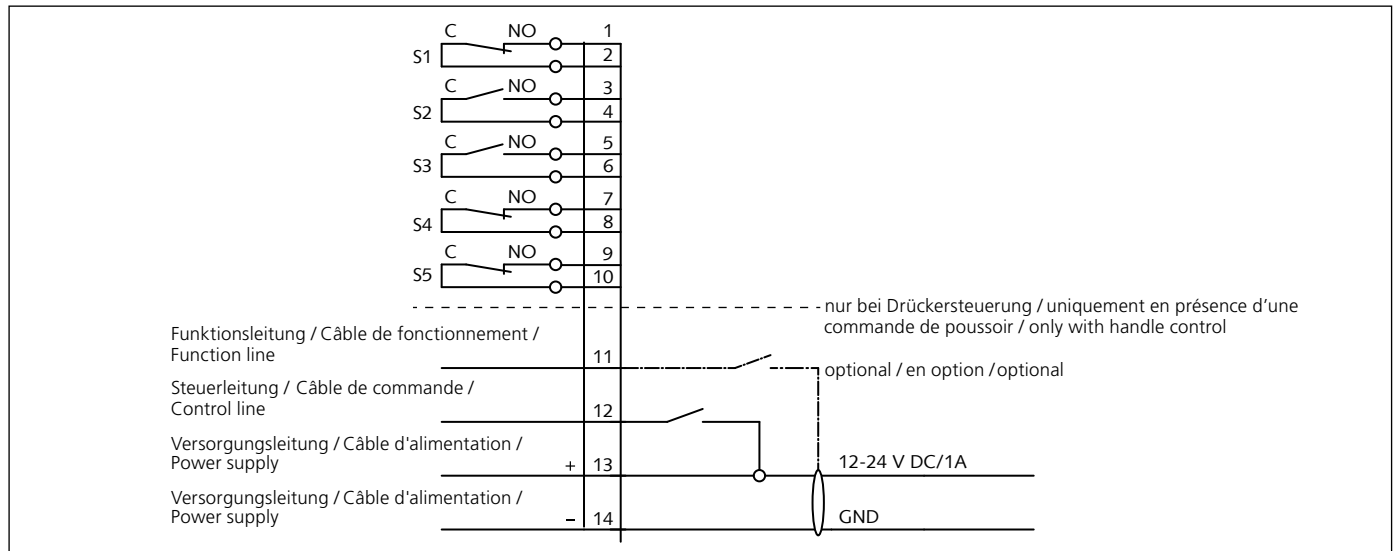 C NO 1
S1 2
C NO 3
S2 4
C NO 5
S3 6
C NO 7
S4 8
C NO 9
S5 10
nur bei Drückersteuerung / uniquement en présence d'une
commande de poussoir / only with handle control
Funktionsleitung / Câble de fonctionnement /
Function line
11
optional / en option / optional
Steuerleitung / Câble de commande /
Control line
12
Versorgungsleitung / Câble d'alimentation /
Power supply
+ 13 12-24 V DC/1A
Versorgungsleitung / Câble d'alimentation /
Power supply
– 14 GND